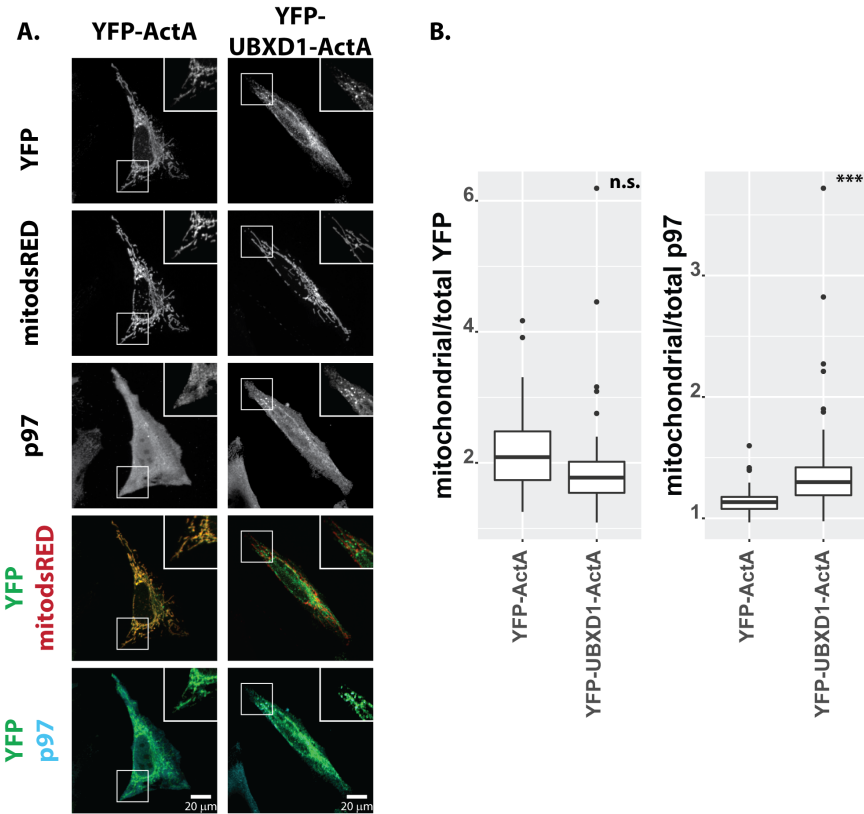 A.
YFP-ActA
YFP-
UBXD1-ActA
YFP
mitodsRED
p97
YFP
mitodsRED
YFP
p97
20 μm
20 μm
B.
mitochondrial/total YFP
6
4
2
n.s.
YFP-ActA
YFP-UBXD1-ActA
mitochondrial/total p97
3
2
1
***
YFP-ActA
YFP-UBXD1-ActA